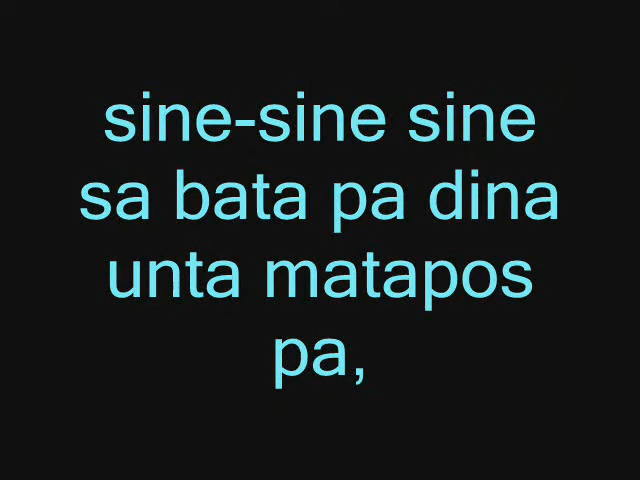 sine-sine sine
sa bata pa dina
unta matapos
pa,